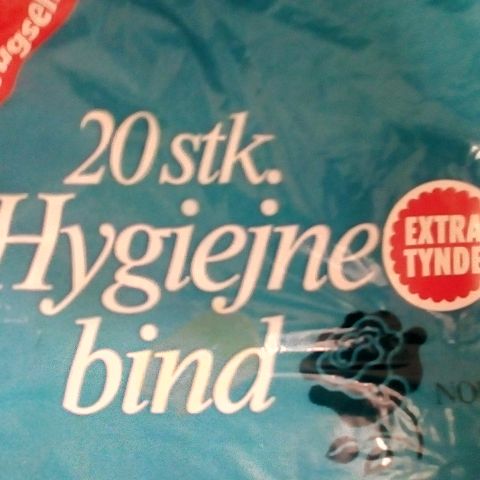 20 stk.
Hygiejne
bind
EXTRA
TYNDE